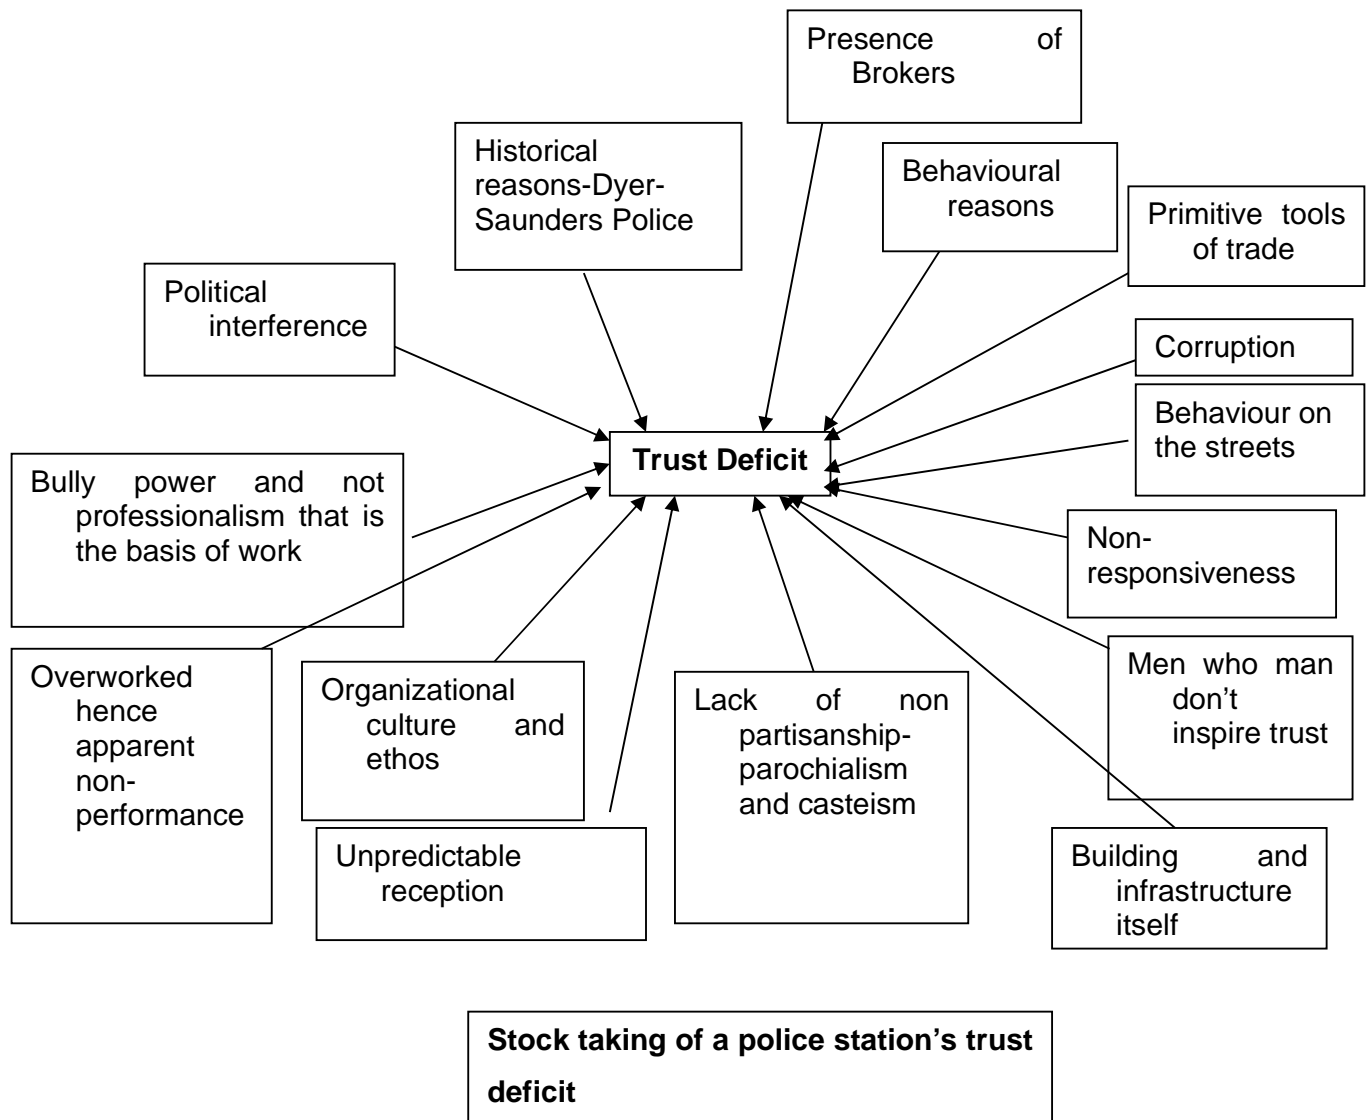 Presence of
Brokers
Historical
reasons-Dyer-
Saunders Police
Behavioural
reasons
Primitive tools
of trade
Political
interference
Corruption
Behaviour on
the streets
Trust Deficit
Bully power and not
professionalism that is
the basis of work
Non-
responsiveness
Overworked
hence
apparent
non-
performance
Organizational
culture and
ethos
Lack of non
partisanship-
parochialism
and casteism
Men who man
don’t
inspire trust
Unpredictable
reception
Building and
infrastructure
itself
Stock taking of a police station’s trust
deficit